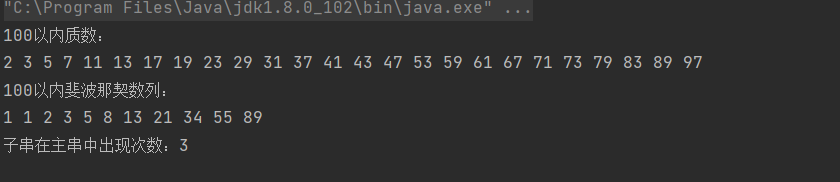 "C:\Program Files\Java\jdk1.8.0_102\bin\java.exe" ...
100以内质数：
2 3 5 7 11 13 17 19 23 29 31 37 41 43 47 53 59 61 67 71 73 79 83 89 97
100以内斐波那契数列：
1 1 2 3 5 8 13 21 34 55 89
子串在主串中出现次数：3